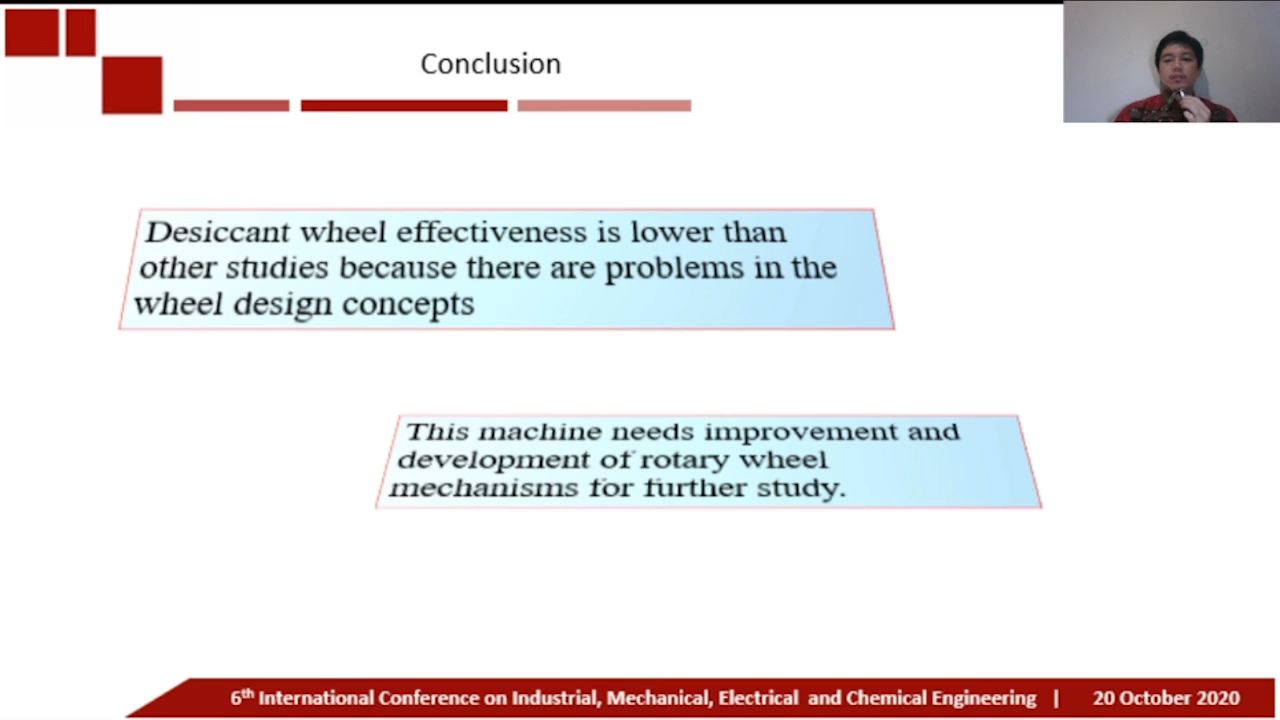 Conclusion
Desiccant wheel effectiveness is lower than
other studies because there are problems in the
wheel design concepts
This machine needs improvement and
development of rotary wheel
mechanisms for further study.
6th International Conference on Industrial, Mechanical, Electrical and Chemical Engineering | 20 October 2020